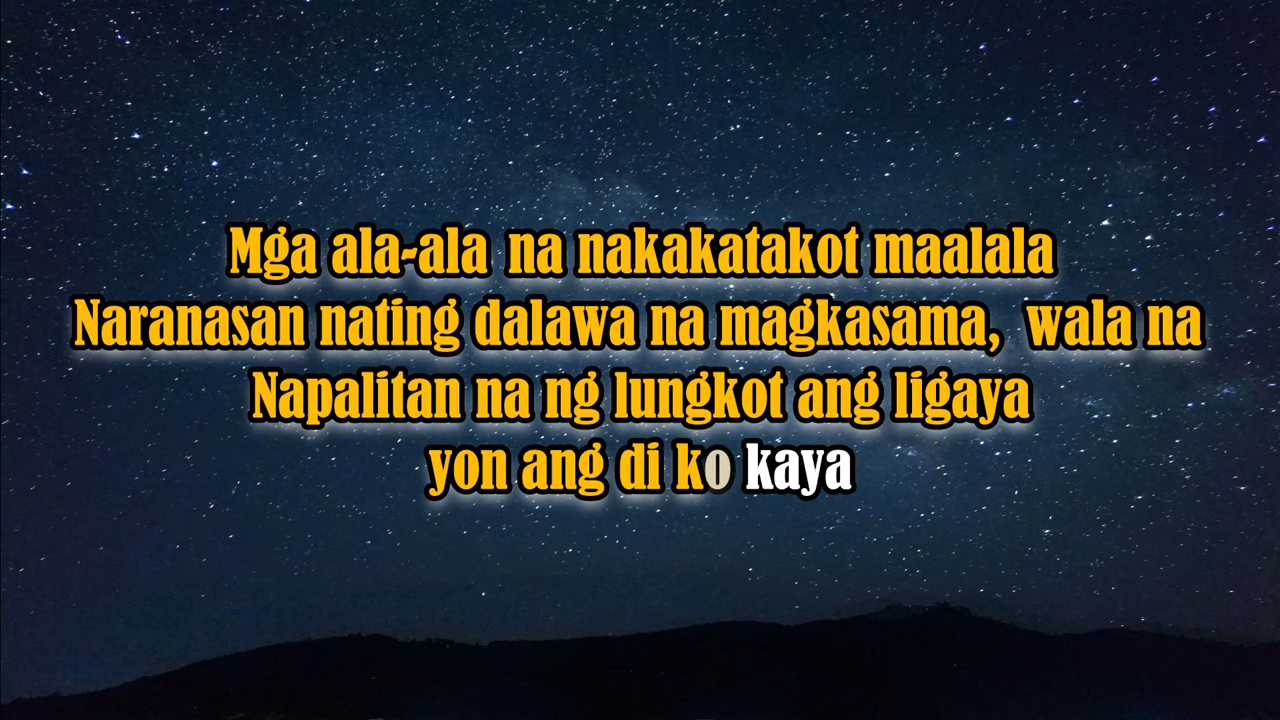 Mga ala-ala na nakakatakot maalala
Naranasan nating dalawa na magkasama, wala na
Napalitan na ng lungkot ang ligaya
yon ang di ko kaya